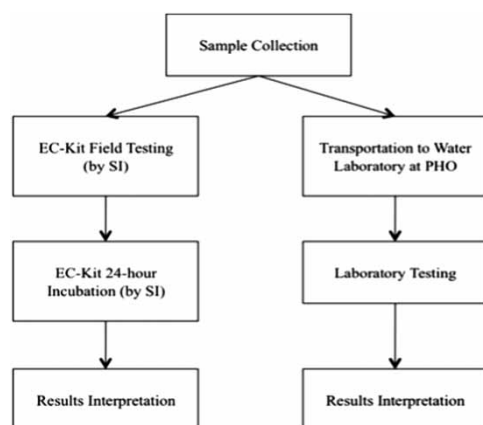 Sample Collection
EC-Kit Field Testing
(by SI)
Transportation to Water
Laboratory at PHO
EC-Kit 24-hour
Incubation (by SI)
Laboratory Testing
Results Interpretation
Results Interpretation